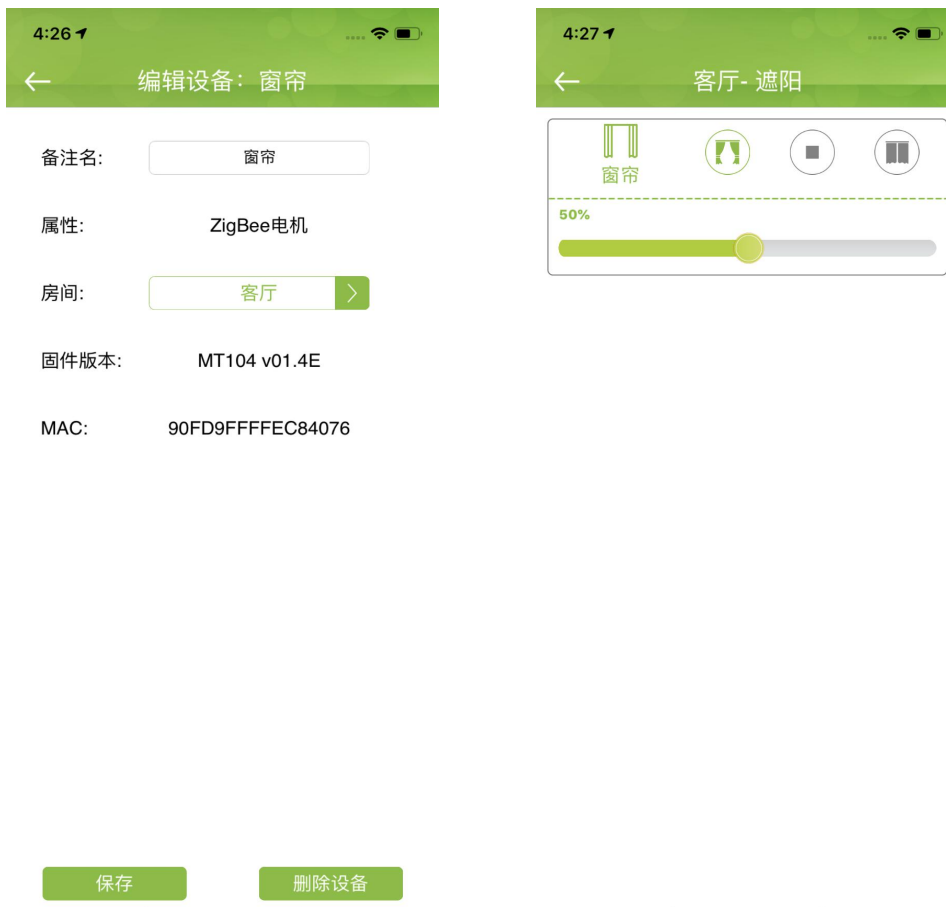 4:26
编辑设备：窗帘
备注名: 窗帘
属性: ZigBee电机
房间: 客厅
固件版本: MT104 v01.4E
MAC: 90FD9FFFFEC84076
保存 删除设备
4:27
客厅- 遮阳
窗帘
50%